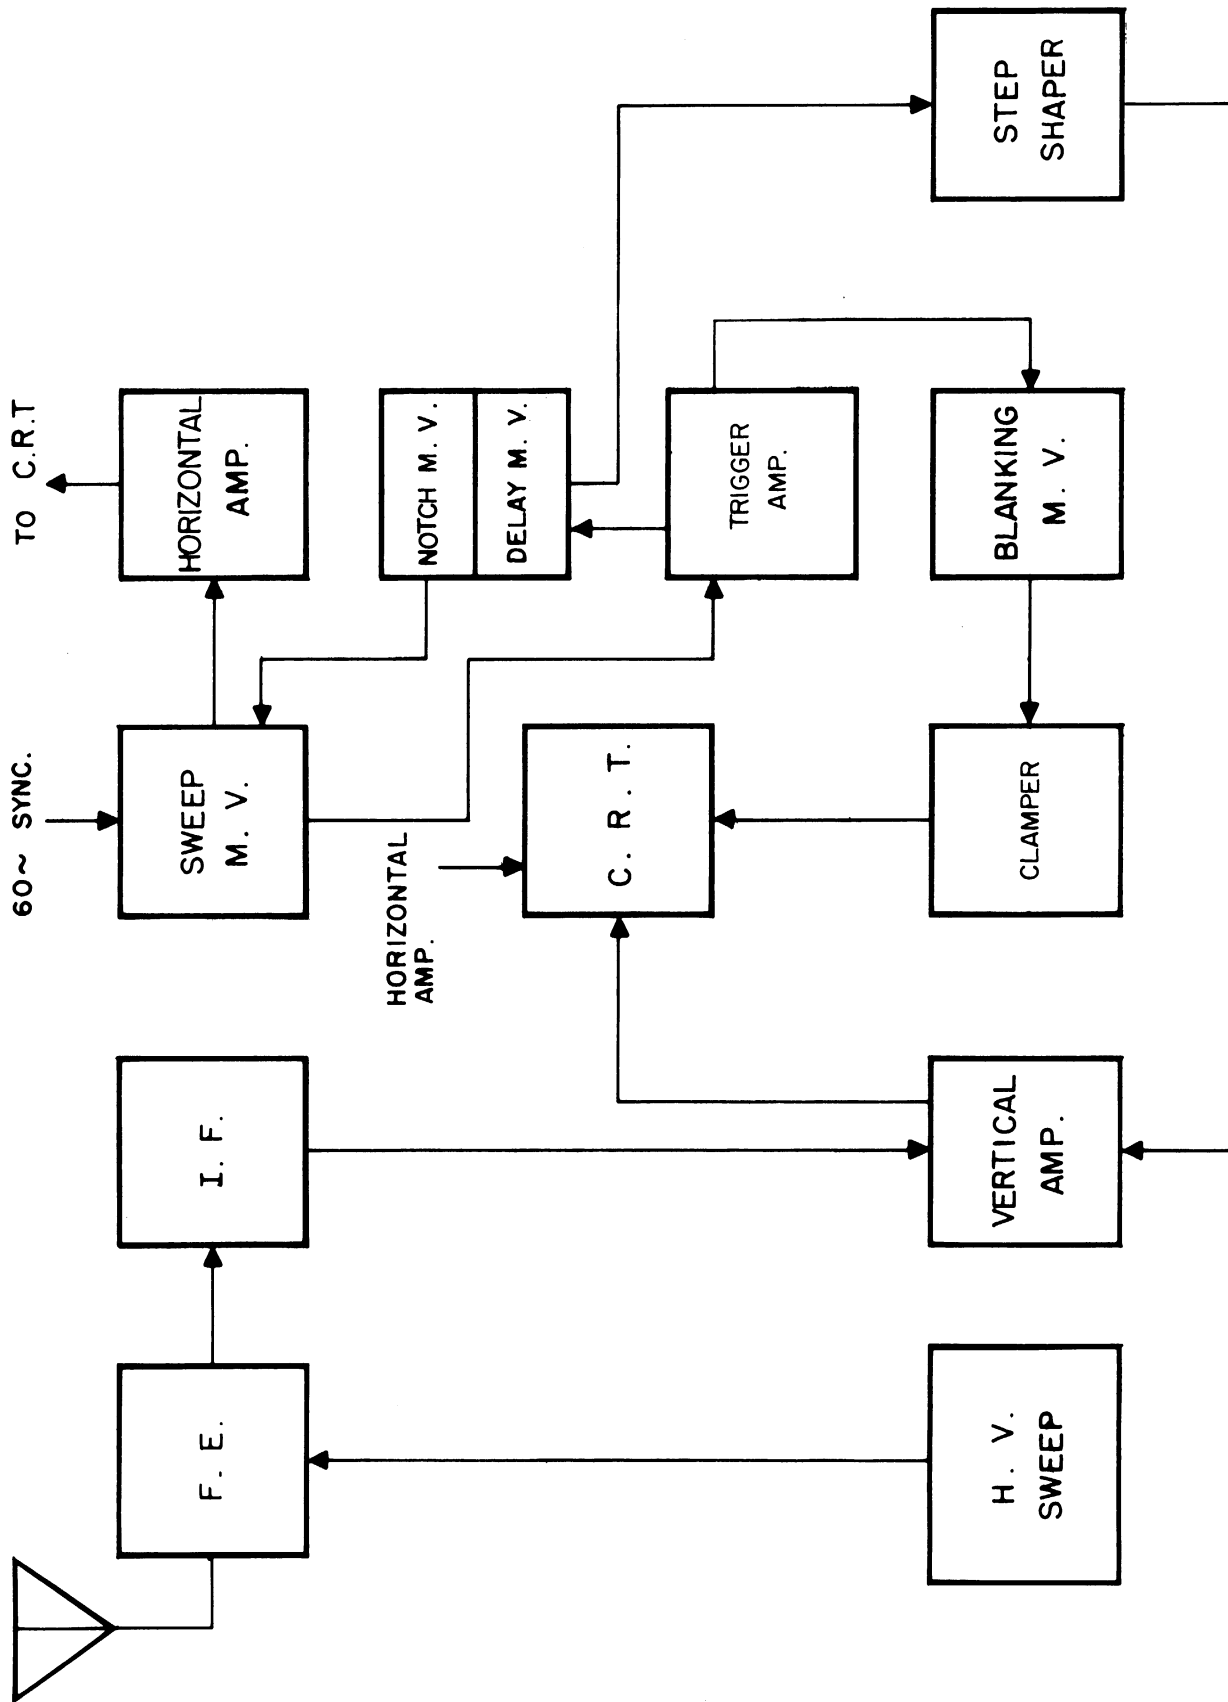 60~ SYNC.
TO C.R.T
F. E.
I. F.
SWEEP
M. V.
HORIZONTAL
AMP.
HORIZONTAL
AMP.
NOTCH M. V.
DELAY M. V.
C. R. T.
TRIGGER
AMP.
H. V.
SWEEP
VERTICAL
AMP.
CLAMPER
BLANKING
M. V.
STEP
SHAPER